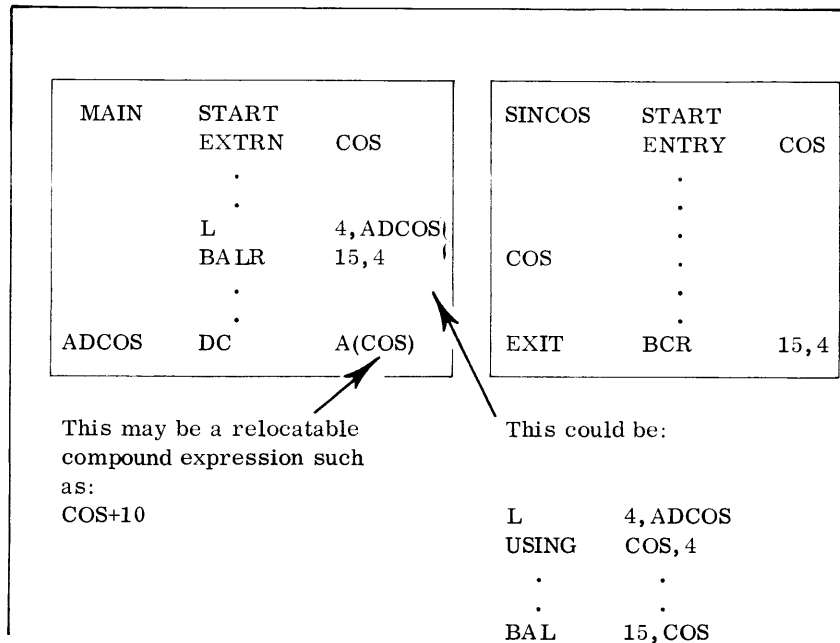 MAIN START
EXTRN COS
.
.
L 4,ADCOS
BALR 15,4
.
.
ADCOS DC A(COS)
SINCOS START
ENTRY COS
.
.
.
COS .
.
.
EXIT BCR 15,4
This may be a relocatable
compound expression such
as:
COS+10
This could be:
L 4,ADCOS
USING COS,4
. .
. .
BAL 15,COS